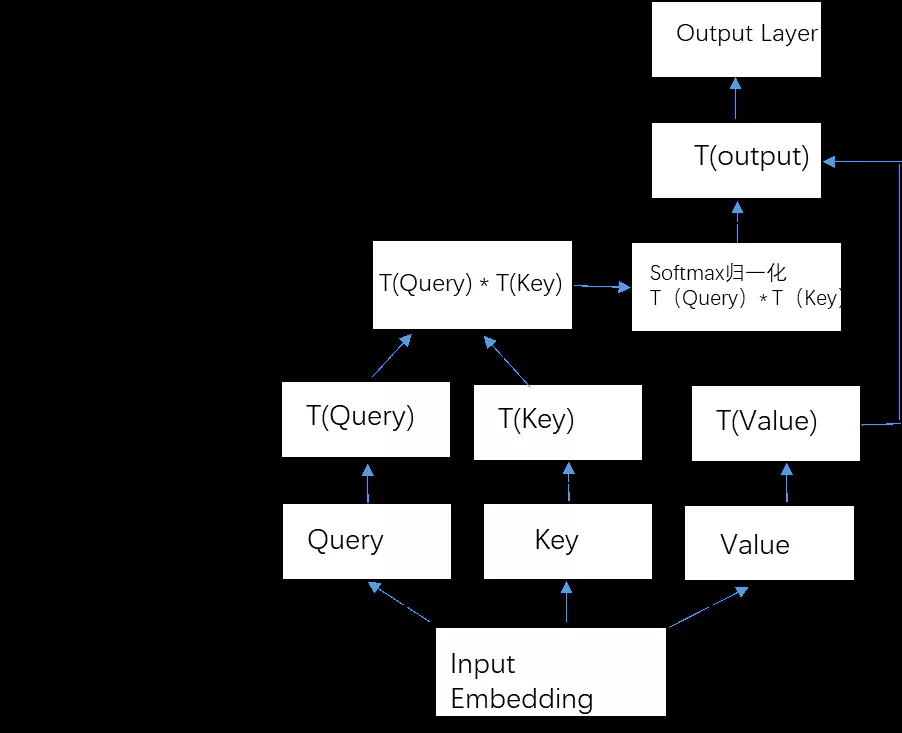 Output Layer
T(output)
T(Query) * T(Key)
Softmax归一化
T（Query）* T（Key）
T(Query)
T(Key)
T(Value)
Query
Key
Value
Input
Embedding